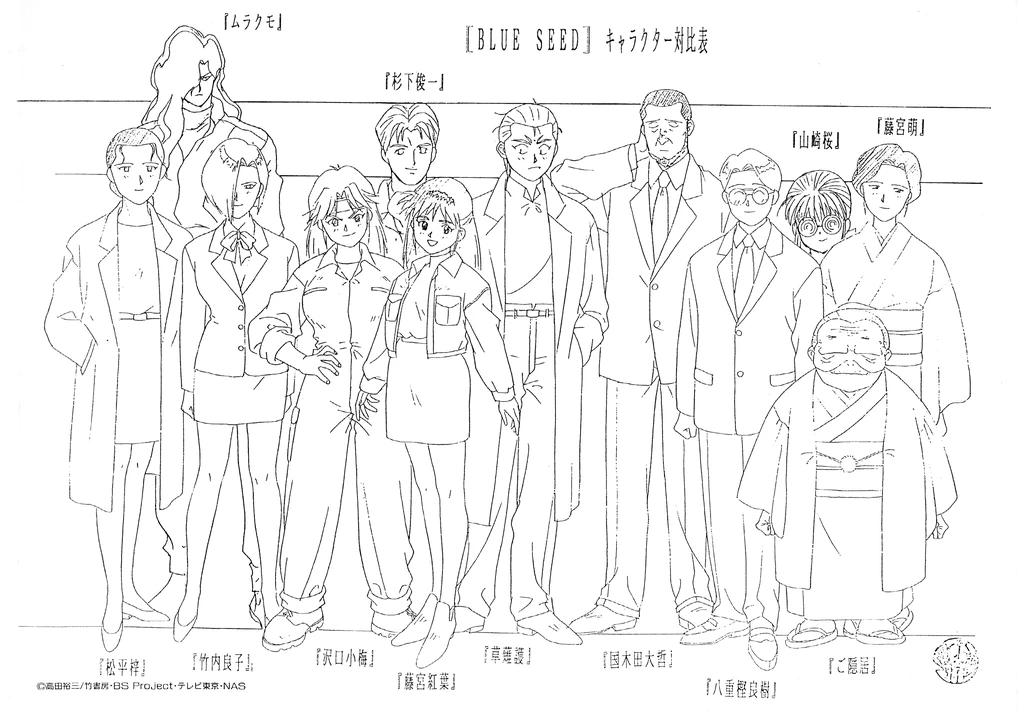 『ムラクモ』
[BLUE SEED] キャラクター対比表
『杉下俊一』
『藤宮萌』
『山崎桜』
『松平梓』
『竹内良子』
『沢口小梅』
『草薙護』
『国木田大哲』
『ご隠居』
『藤宮紅葉』
『八重樫良樹』
©高田裕三/竹書房・BS Project・テレビ東京・NAS